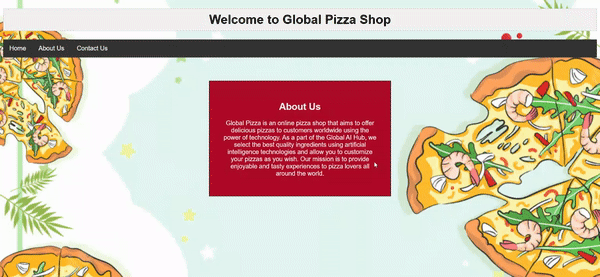 Welcome to Global Pizza Shop
Home About Us Contact Us
About Us
Global Pizza is an online pizza shop that aims to offer
delicious pizzas to customers worldwide using the
power of technology. As a part of the Global AI Hub, we
select the best quality ingredients using artificial
intelligence technologies and allow you to customize
your pizzas as you wish. Our mission is to provide
enjoyable and tasty experiences to pizza lovers all
around the world.